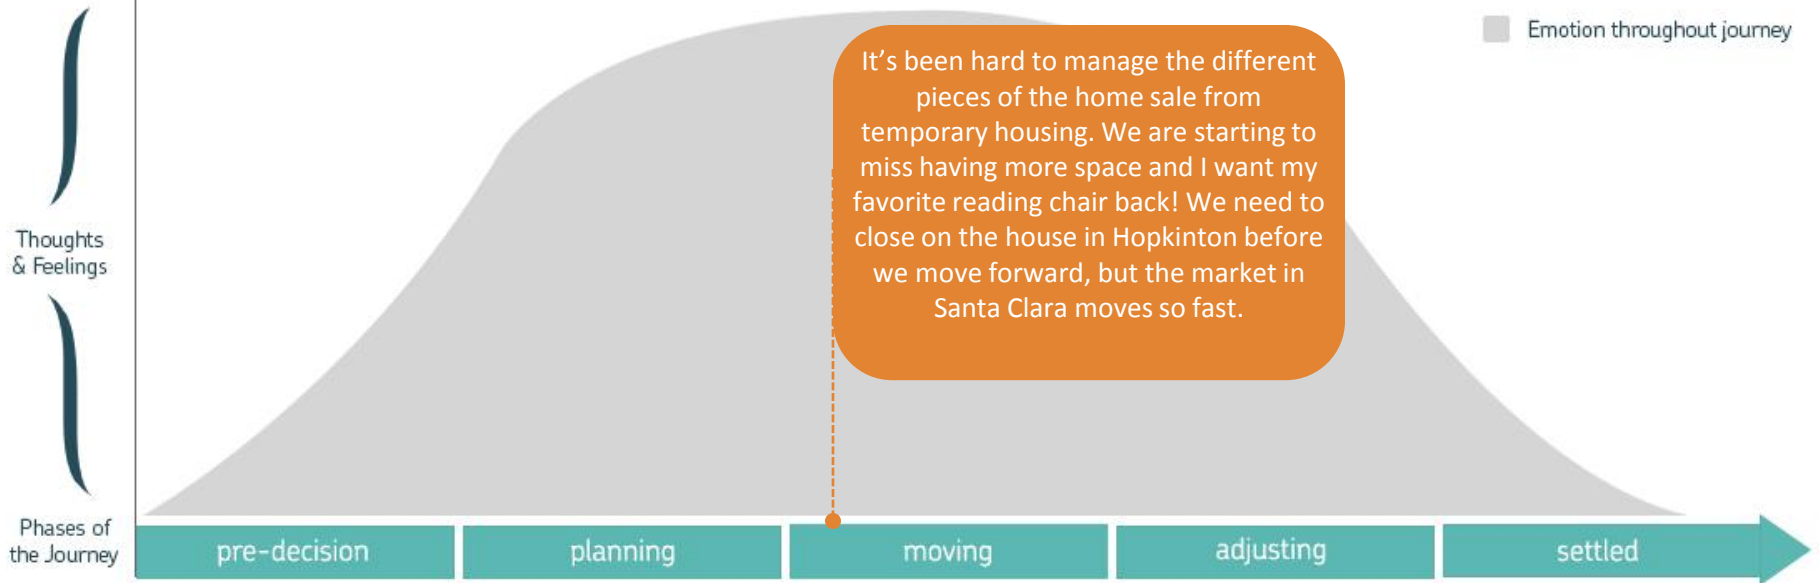 Emotion throughout journey
It’s been hard to manage the different
pieces of the home sale from
temporary housing. We are starting to
miss having more space and I want my
favorite reading chair back! We need to
close on the house in Hopkinton before
we move forward, but the market in
Santa Clara moves so fast.
Thoughts
& Feelings
Phases of
the Journey
pre-decision
planning
moving
adjusting
settled